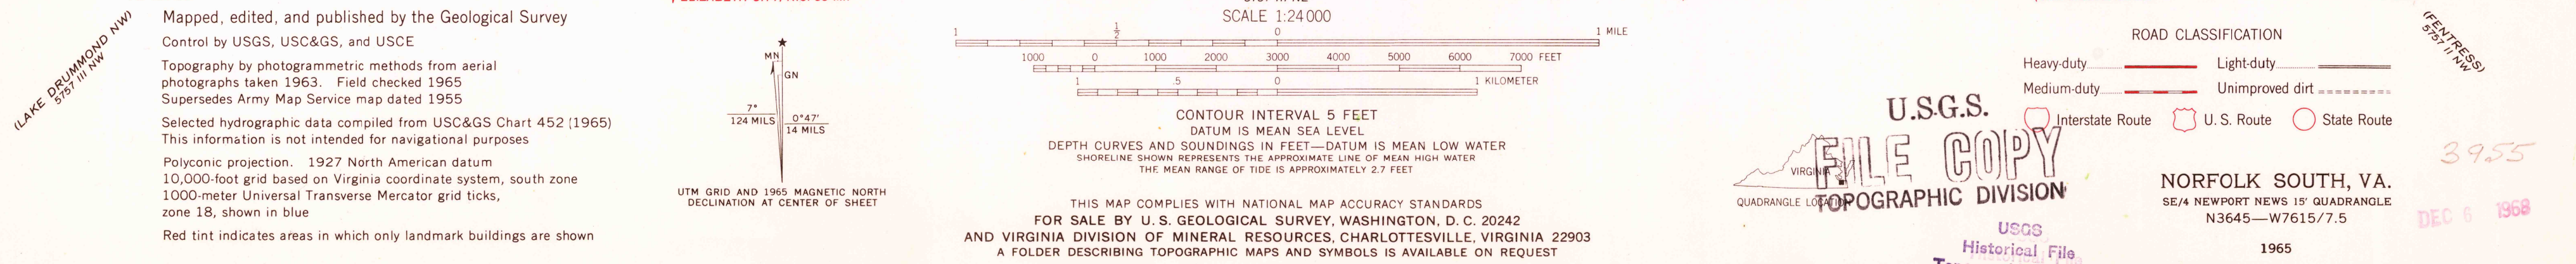 (LAKE DRUMMOND NW)
5757 III NW
Mapped, edited, and published by the Geological Survey
Control by USGS, USC&GS, and USCE
Topography by photogrammetric methods from aerial
photographs taken 1963. Field checked 1965
Supersedes Army Map Service map dated 1955
Selected hydrographic data compiled from USC&GS Chart 452 (1965)
This information is not intended for navigational purposes
Polyconic projection. 1927 North American datum
10,000-foot grid based on Virginia coordinate system, south zone
1000-meter Universal Transverse Mercator grid ticks,
zone 18, shown in blue
Red tint indicates areas in which only landmark buildings are shown
MN
GN
7°
124 MILS
0°47′
14 MILS
UTM GRID AND 1965 MAGNETIC NORTH
DECLINATION AT CENTER OF SHEET
SCALE 1:24000
1 ½ 0 1 MILE
1000 0 1000 2000 3000 4000 5000 6000 7000 FEET
1 .5 0 1 KILOMETER
CONTOUR INTERVAL 5 FEET
DATUM IS MEAN SEA LEVEL
DEPTH CURVES AND SOUNDINGS IN FEET—DATUM IS MEAN LOW WATER
SHORELINE SHOWN REPRESENTS THE APPROXIMATE LINE OF MEAN HIGH WATER
THE MEAN RANGE OF TIDE IS APPROXIMATELY 2.7 FEET
THIS MAP COMPLIES WITH NATIONAL MAP ACCURACY STANDARDS
FOR SALE BY U. S. GEOLOGICAL SURVEY, WASHINGTON, D. C. 20242
AND VIRGINIA DIVISION OF MINERAL RESOURCES, CHARLOTTESVILLE, VIRGINIA 22903
A FOLDER DESCRIBING TOPOGRAPHIC MAPS AND SYMBOLS IS AVAILABLE ON REQUEST
U.S.G.S.
FILE COPY
TOPOGRAPHIC DIVISION
VIRGINIA
QUADRANGLE LOCATION
USGS
Historical File
ROAD CLASSIFICATION
Heavy-duty Light-duty
Medium-duty Unimproved dirt
Interstate Route U. S. Route State Route
(FENTRESS)
5757 II NW
3955
NORFOLK SOUTH, VA.
SE/4 NEWPORT NEWS 15′ QUADRANGLE
N3645—W7615/7.5
1965
DEC 6 1968